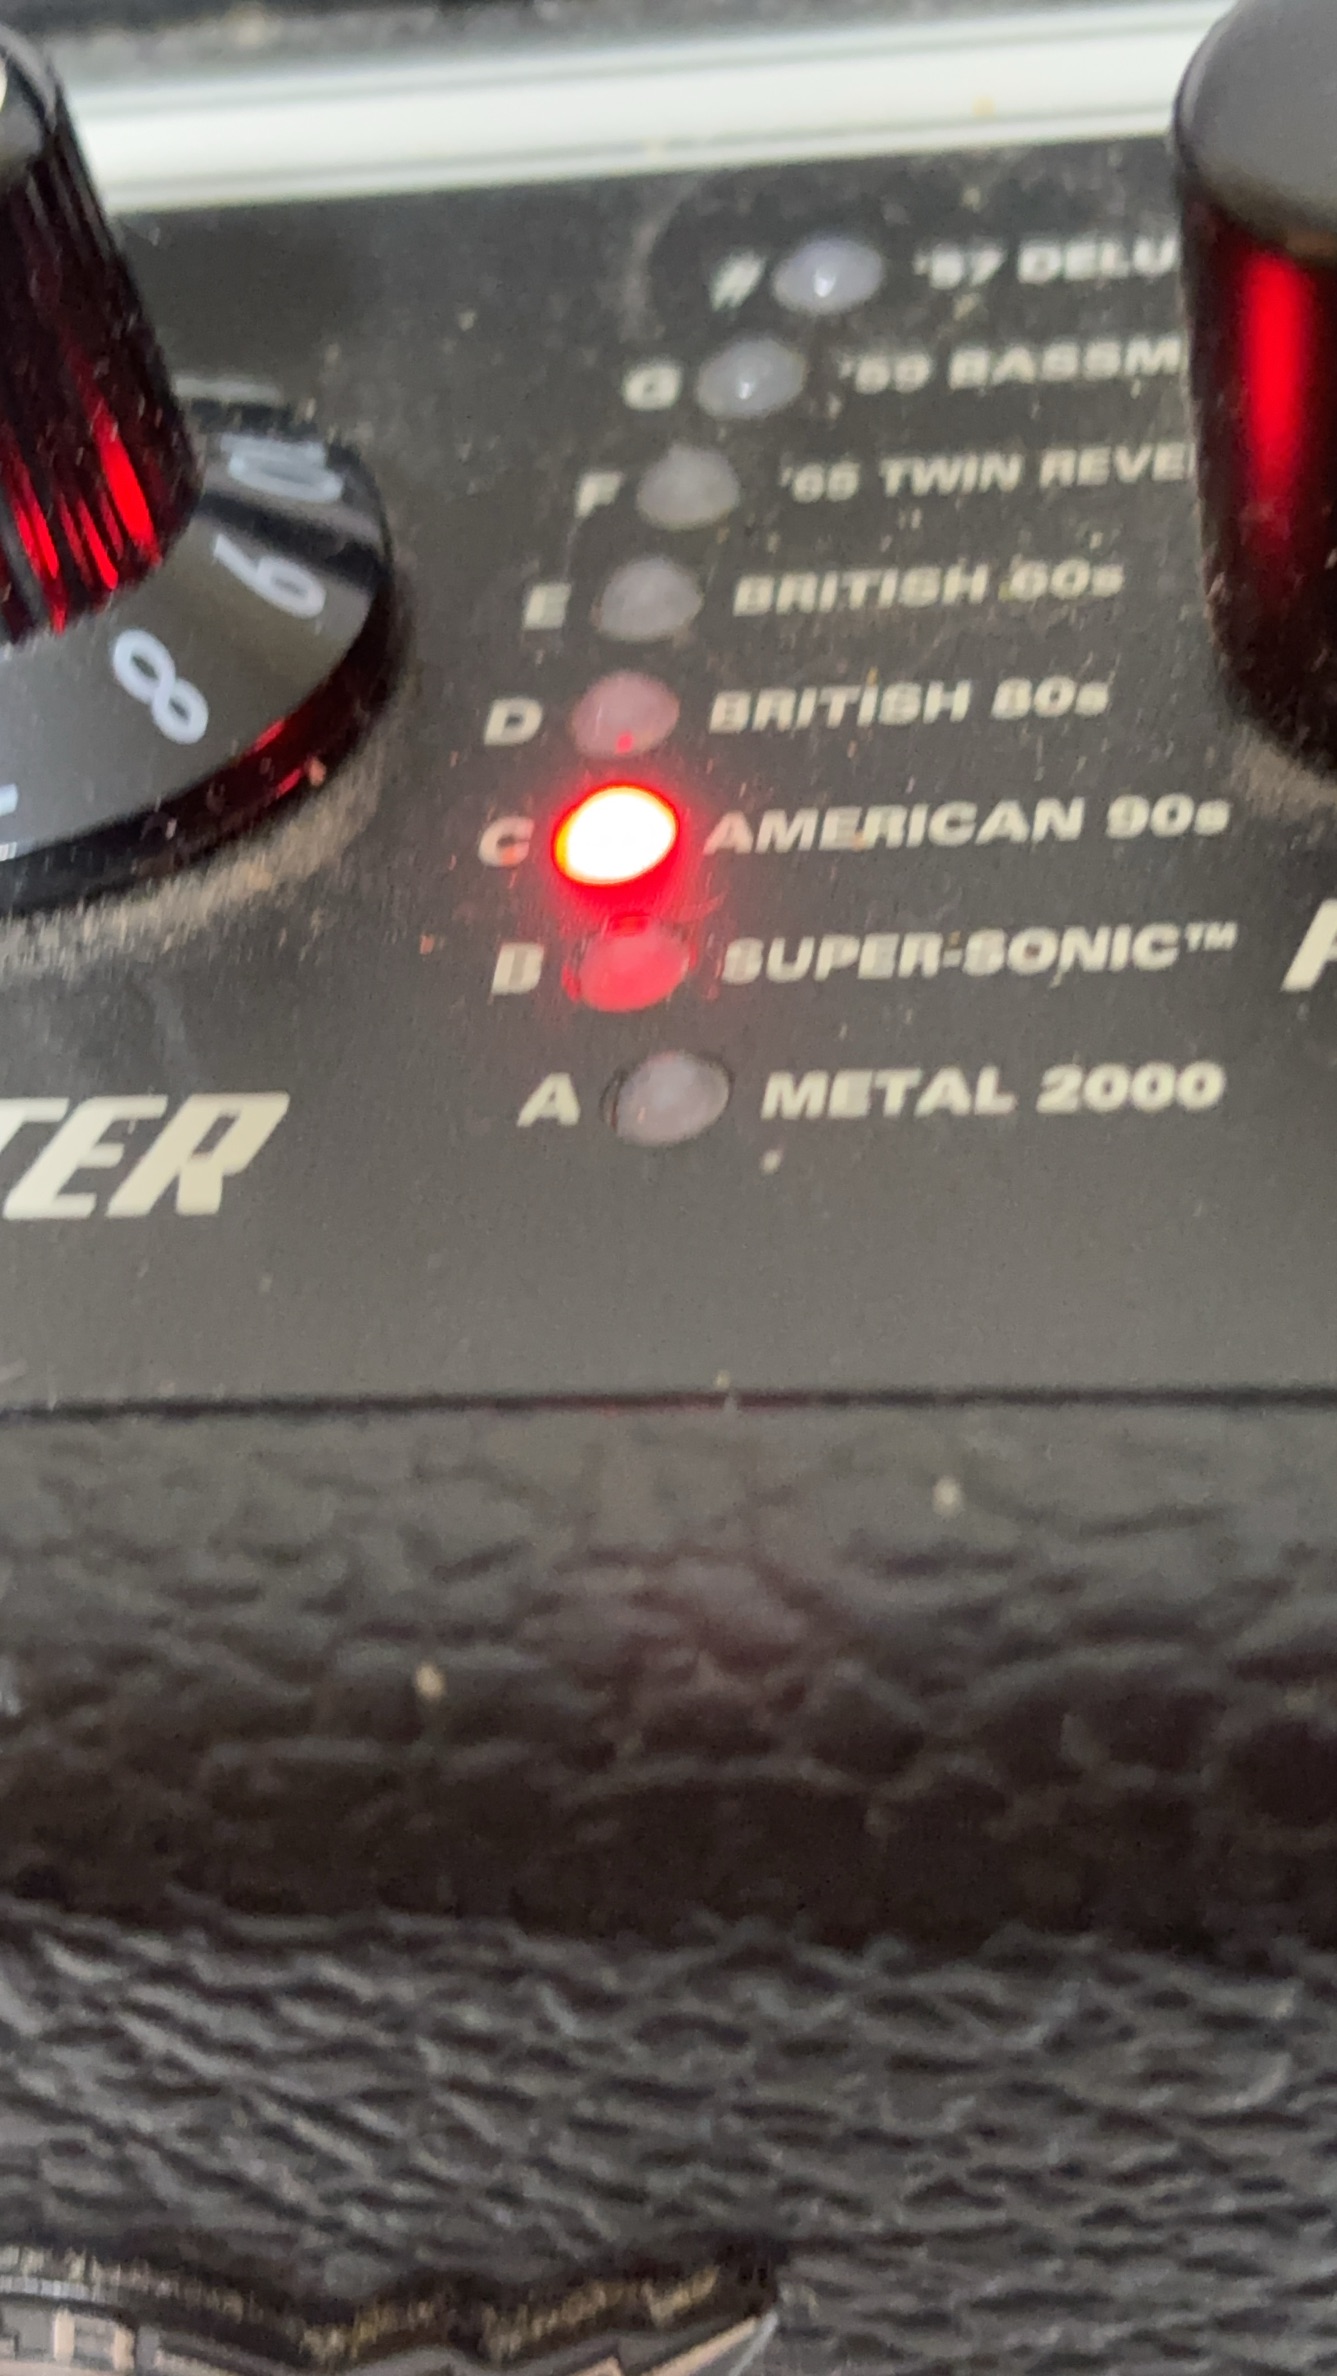 # '57 DELU
G '59 BASSM
F '65 TWIN REVE
E BRITISH 60s
D BRITISH 80s
C AMERICAN 90s
B SUPER-SONIC™
A METAL 2000
10
9
8
TER